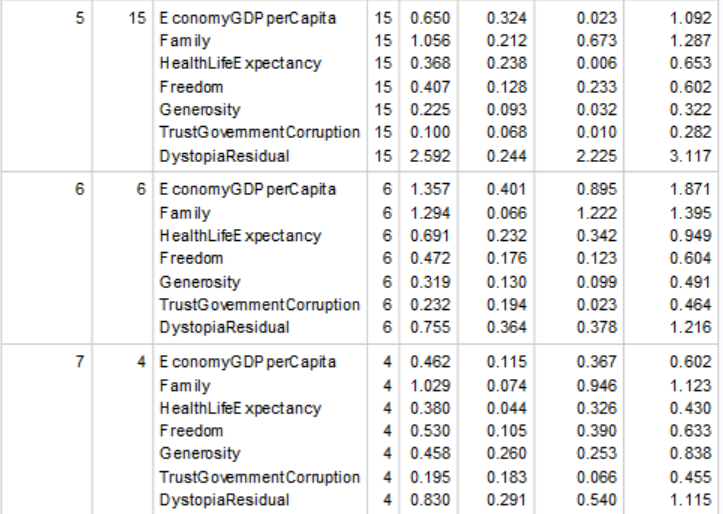 5 15 EconomyGDPperCapita 15 0.650 0.324 0.023 1.092
Family 15 1.056 0.212 0.673 1.287
HealthLifeExpectancy 15 0.368 0.238 0.006 0.653
Freedom 15 0.407 0.128 0.233 0.602
Generosity 15 0.225 0.093 0.032 0.322
TrustGovernmentCorruption 15 0.100 0.068 0.010 0.282
DystopiaResidual 15 2.592 0.244 2.225 3.117
6 6 EconomyGDPperCapita 6 1.357 0.401 0.895 1.871
Family 6 1.294 0.066 1.222 1.395
HealthLifeExpectancy 6 0.691 0.232 0.342 0.949
Freedom 6 0.472 0.176 0.123 0.604
Generosity 6 0.319 0.130 0.099 0.491
TrustGovernmentCorruption 6 0.232 0.194 0.023 0.464
DystopiaResidual 6 0.755 0.364 0.378 1.216
7 4 EconomyGDPperCapita 4 0.462 0.115 0.367 0.602
Family 4 1.029 0.074 0.946 1.123
HealthLifeExpectancy 4 0.380 0.044 0.326 0.430
Freedom 4 0.530 0.105 0.390 0.633
Generosity 4 0.458 0.260 0.253 0.838
TrustGovernmentCorruption 4 0.195 0.183 0.066 0.455
DystopiaResidual 4 0.830 0.291 0.540 1.115